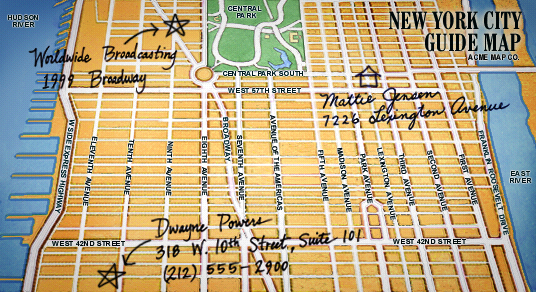 HUDSON
RIVER
CENTRAL
PARK
NEW YORK CITY
GUIDE MAP
ACME MAP CO.
Worldwide Broadcasting
1999 Broadway
CENTRAL PARK SOUTH
WEST 57TH STREET
Mattie Jensen
7226 Lexington Avenue
W.SIDE EXPRESS HIGHWAY
ELEVENTH AVENUE
TENTH AVENUE
NINTH AVENUE
EIGHTH AVENUE
BROADWAY
SEVENTH AVENUE
AVENUE OF THE AMERICAS
FIFTH AVENUE
MADISON AVENUE
PARK AVENUE
LEXINGTON AVENUE
THIRD AVENUE
SECOND AVENUE
FIRST AVENUE
FRANKLIN ROOSEVELT DRIVE
EAST
RIVER
Dwayne Powers
318 W. 10th Street, Suite 101
(212) 555-2900
WEST 42ND STREET
WEST 42ND STREET